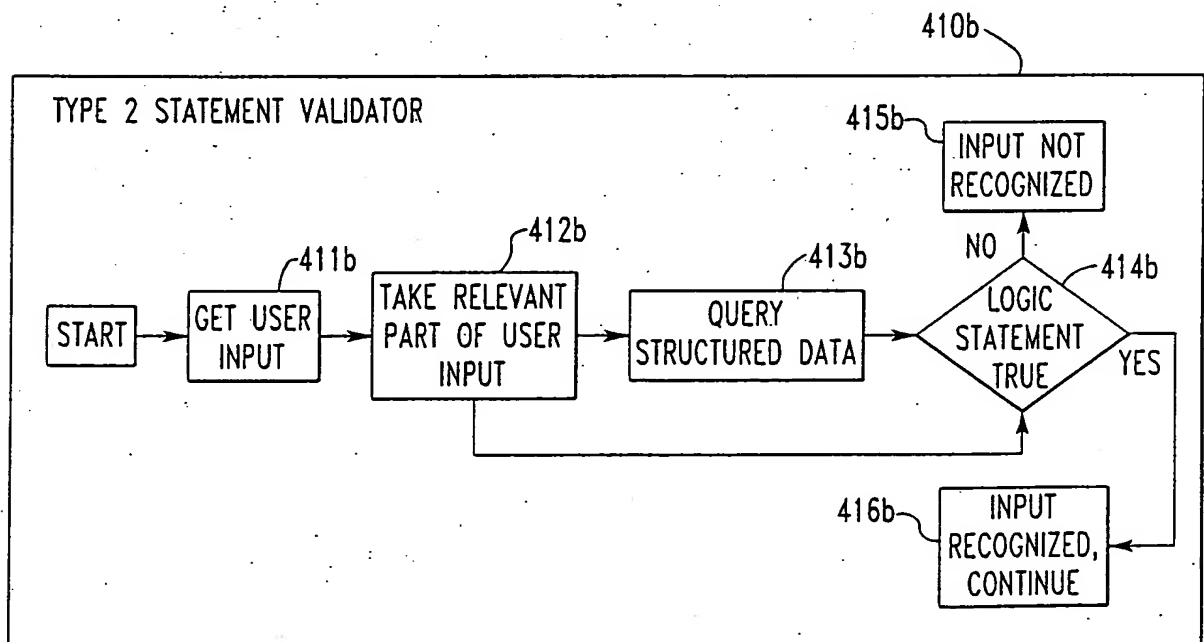 410b
TYPE 2 STATEMENT VALIDATOR
415b
INPUT NOT
RECOGNIZED
412b
411b
413b
NO
414b
START
GET USER
INPUT
TAKE RELEVANT
PART OF USER
INPUT
QUERY
STRUCTURED DATA
LOGIC
STATEMENT
TRUE
YES
416b
INPUT
RECOGNIZED,
CONTINUE